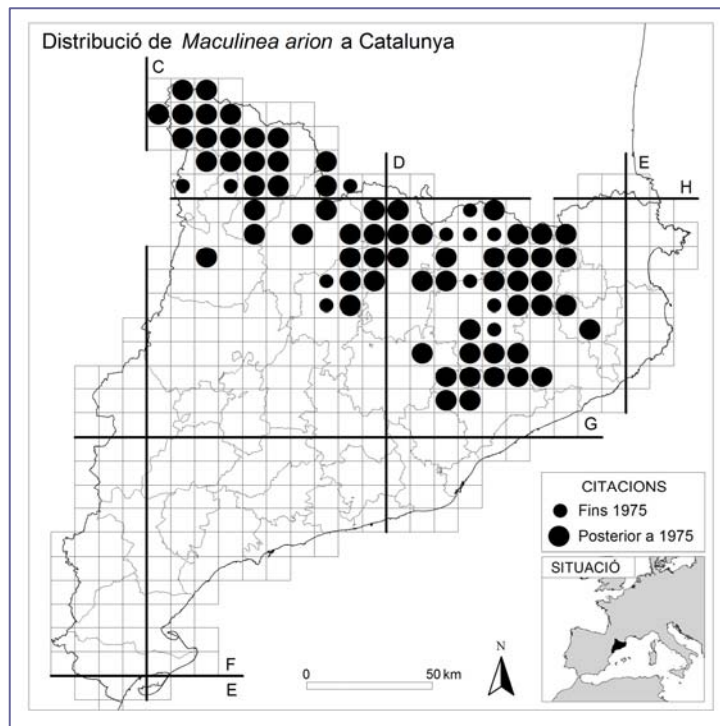 Distribució de Maculinea arion a Catalunya
C
D
E
H
G
CITACIONS
Fins 1975
Posterior a 1975
SITUACIÓ
N
F
E
0 50 km